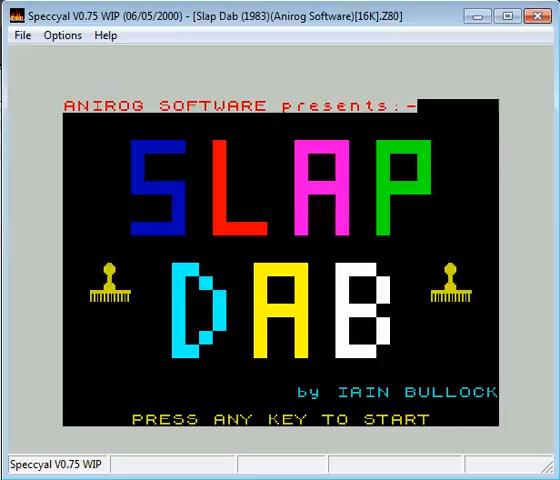 Speccyal V0.75 WIP (06/05/2000) - [Slap Dab (1983)(Anirog Software)[16K].Z80]
File Options Help
ANIROG SOFTWARE presents:-
SLAP
DAB
by IAIN BULLOCK
PRESS ANY KEY TO START
Speccyal V0.75 WIP